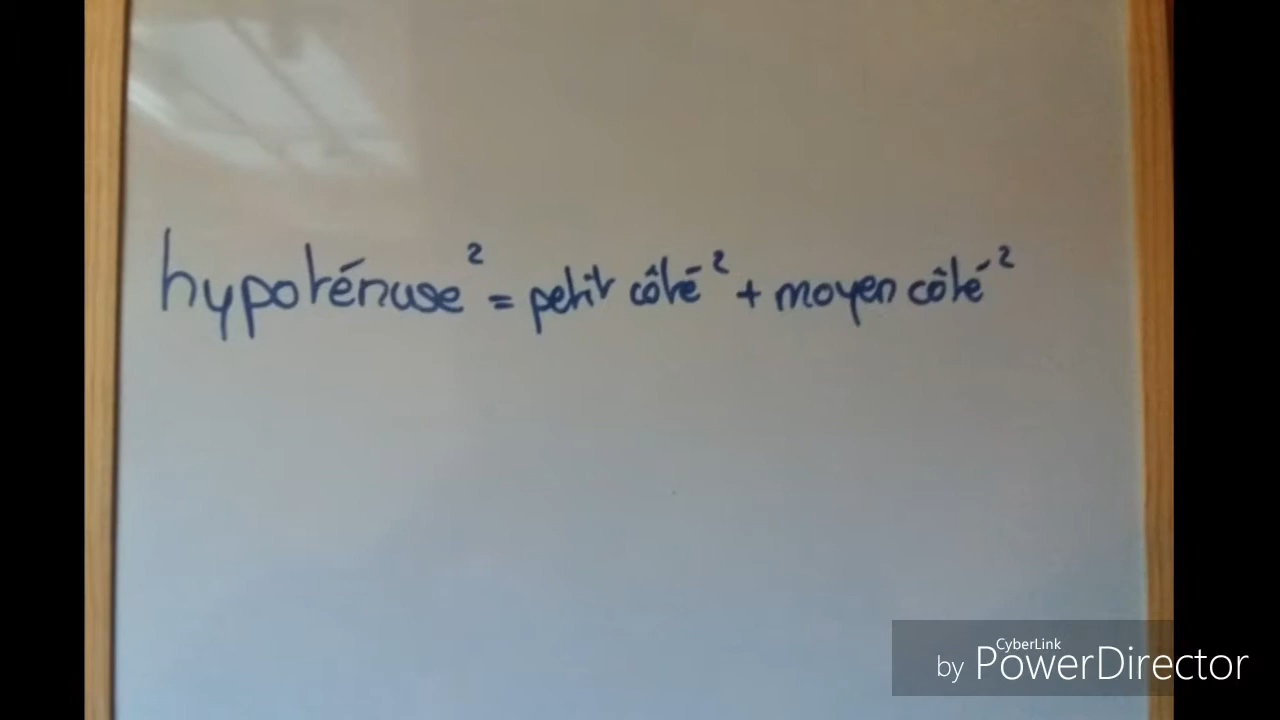 hypoténuse² = petit côté² + moyen côté²
CyberLink
by PowerDirector